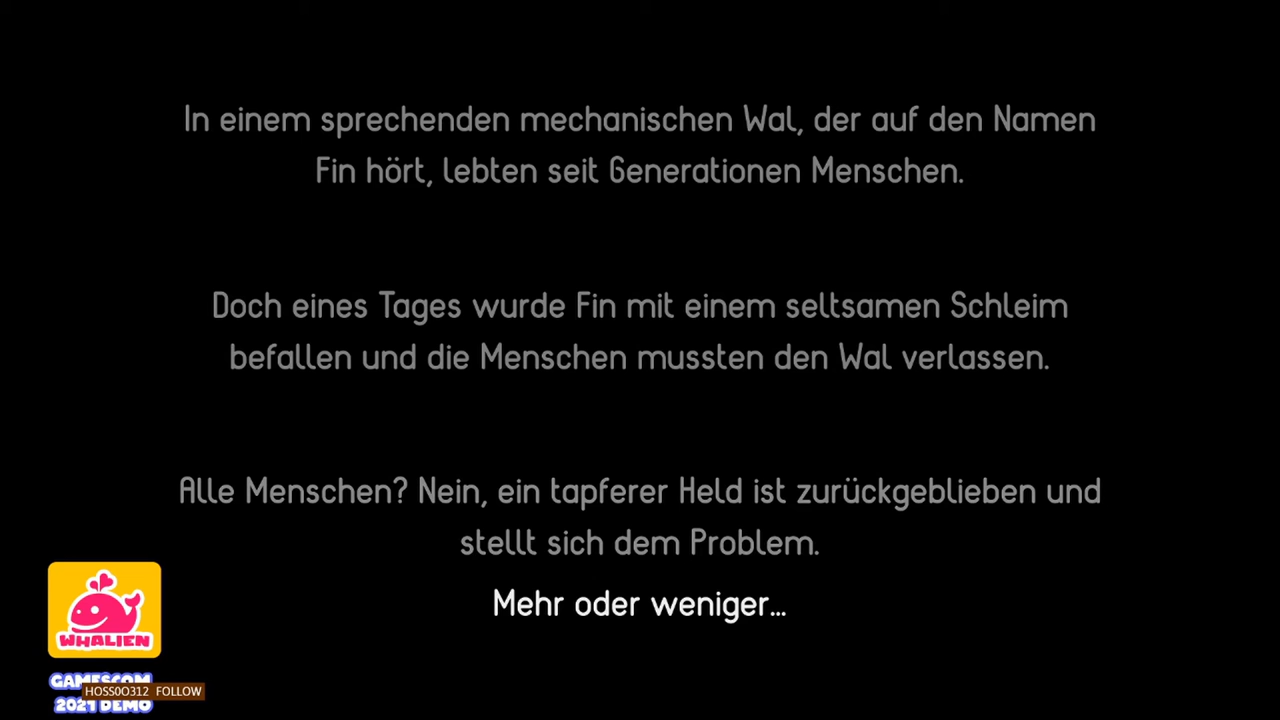 In einem sprechenden mechanischen Wal, der auf den Namen
Fin hört, lebten seit Generationen Menschen.
Doch eines Tages wurde Fin mit einem seltsamen Schleim
befallen und die Menschen mussten den Wal verlassen.
Alle Menschen? Nein, ein tapferer Held ist zurückgeblieben und
stellt sich dem Problem.
Mehr oder weniger...
WHALIEN
GAMESCOM
HOSS0O312 FOLLOW
2021 DEMO